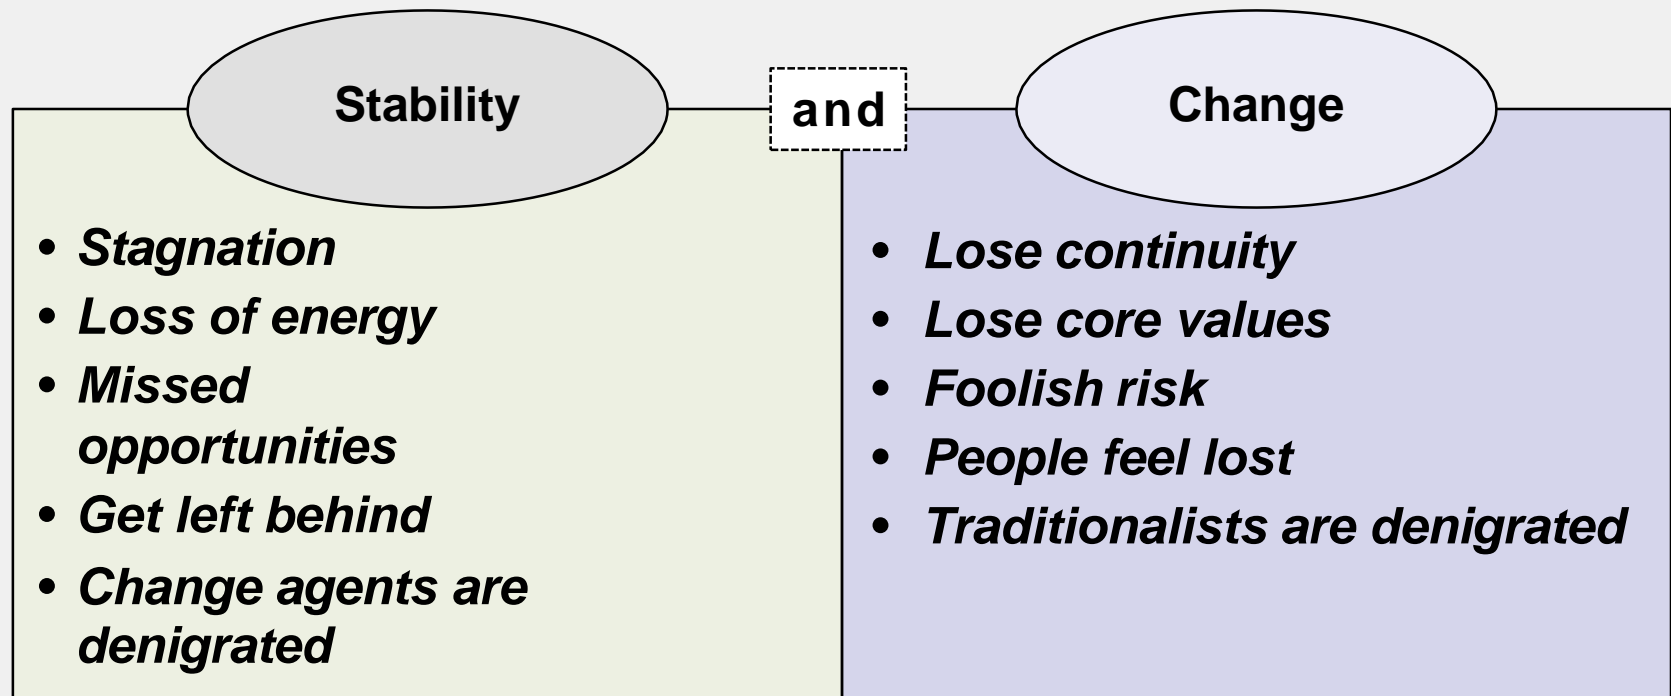 Stability
and
Change
• Stagnation
• Loss of energy
• Missed
opportunities
• Get left behind
• Change agents are
denigrated
• Lose continuity
• Lose core values
• Foolish risk
• People feel lost
• Traditionalists are denigrated